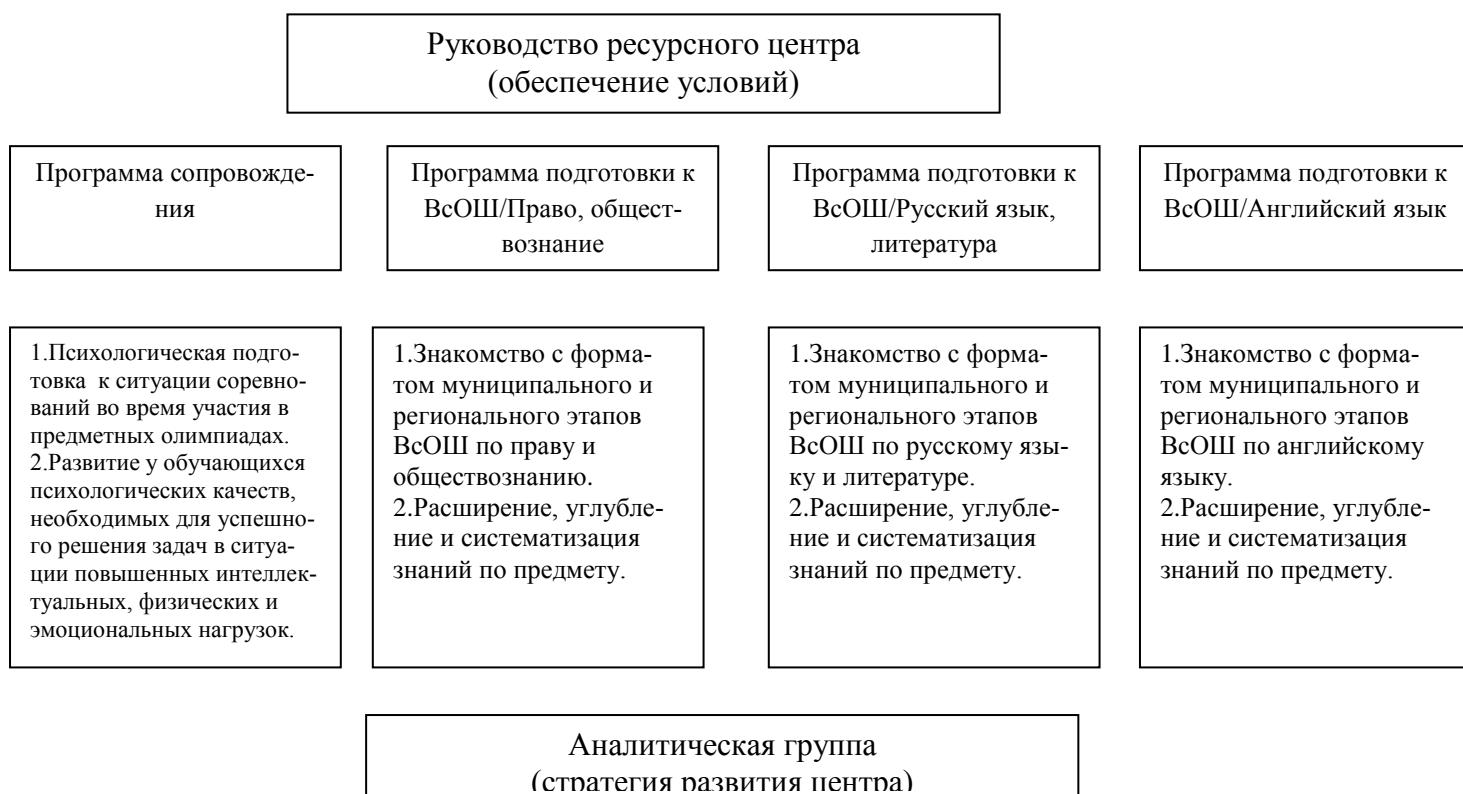 Руководство ресурсного центра
(обеспечение условий)
Программа сопровожде-
ния
Программа подготовки к
ВсОШ/Право, общест-
вознание
Программа подготовки к
ВсОШ/Русский язык,
литература
Программа подготовки к
ВсОШ/Английский язык
1.Психологическая подго-
товка к ситуации соревно-
ваний во время участия в
предметных олимпиадах.
2.Развитие у обучающихся
психологических качеств,
необходимых для успешно-
го решения задач в ситуа-
ции повышенных интеллек-
туальных, физических и
эмоциональных нагрузок.
1.Знакомство с форма-
том муниципального и
регионального этапов
ВсОШ по праву и
обществознанию.
2.Расширение, углубле-
ние и систематизация
знаний по предмету.
1.Знакомство с форма-
том муниципального и
регионального этапов
ВсОШ по русскому язы-
ку и литературе.
2.Расширение, углубле-
ние и систематизация
знаний по предмету.
1.Знакомство с форма-
том муниципального и
регионального этапов
ВсОШ по английскому
языку.
2.Расширение, углубле-
ние и систематизация
знаний по предмету.
Аналитическая группа
(стратегия развития центра)